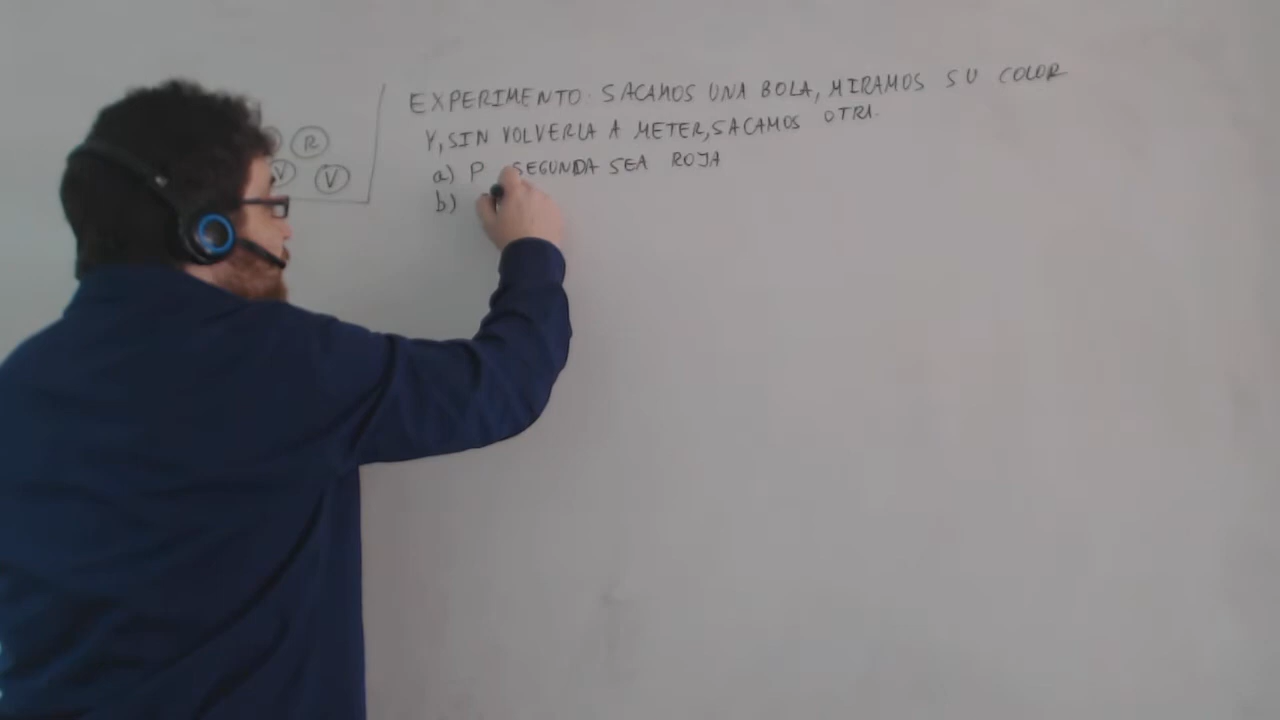 EXPERIMENTO: SACAMOS UNA BOLA, MIRAMOS SU COLOR
R
Y, SIN VOLVERLA A METER, SACAMOS OTRA.
V V
a) P SEGUNDA SEA ROJA
b)